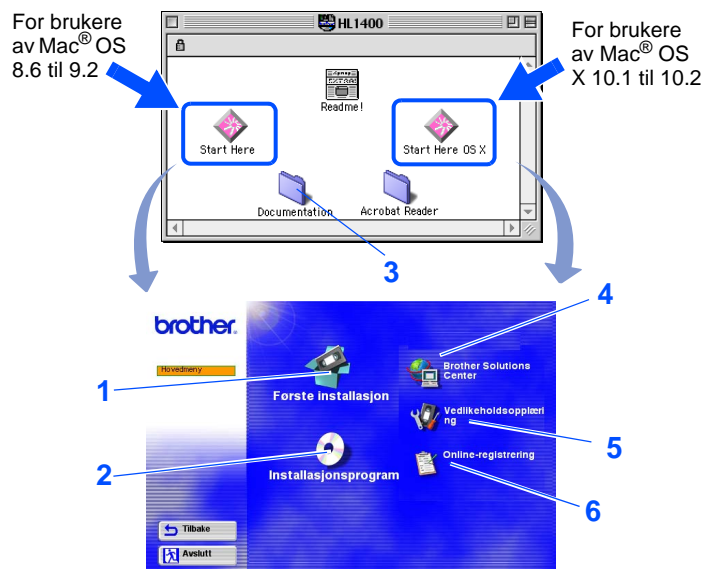 For brukere
av Mac® OS
8.6 til 9.2
HL1400
For brukere
av Mac® OS
X 10.1 til 10.2
Readme!
Start Here
Start Here OS X
Documentation
Acrobat Reader
3
4
brother
Hovedmeny
1
Første installasjon
Brother Solutions
Center
Vedlikeholdsopplæri
ng
5
2
Installasjonsprogram
Online-registrering
6
Tilbake
Avslutt